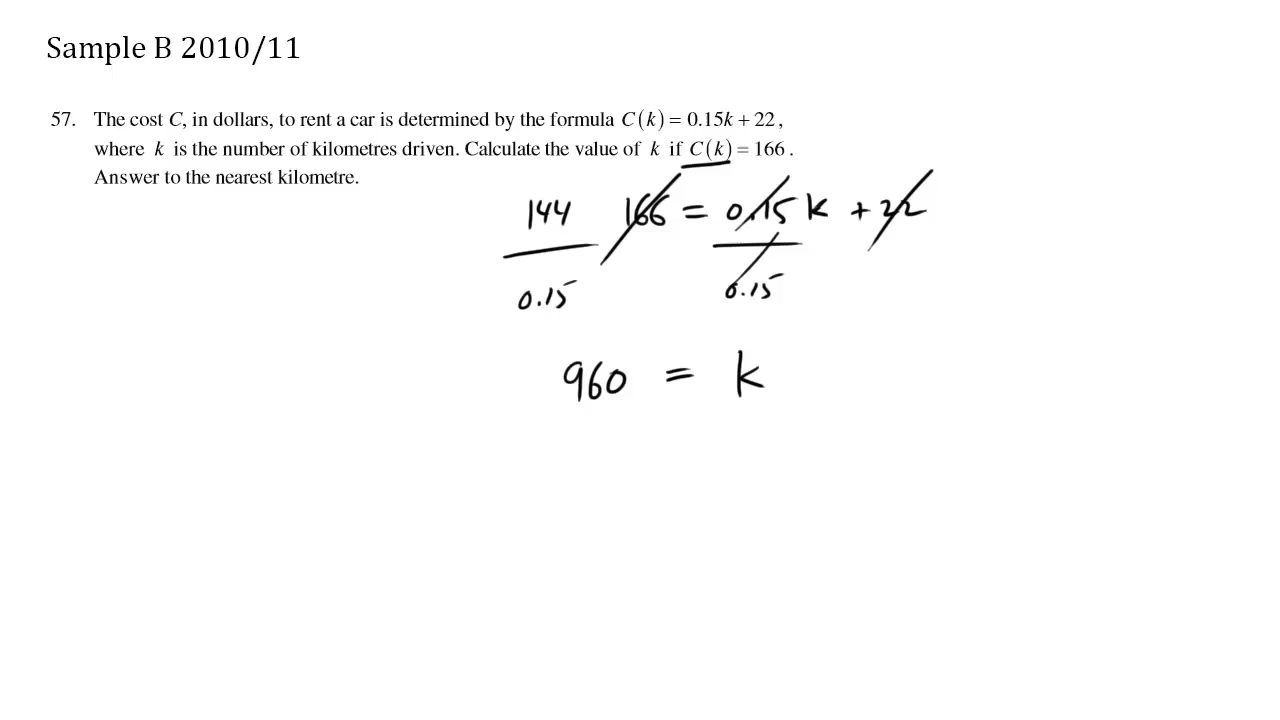 Sample B 2010/11
57. The cost C, in dollars, to rent a car is determined by the formula C(k) = 0.15k + 22,
where k is the number of kilometres driven. Calculate the value of k if C(k) = 166.
Answer to the nearest kilometre.
144 166 = 0.15 k + 22
0.15 0.15
960 = k